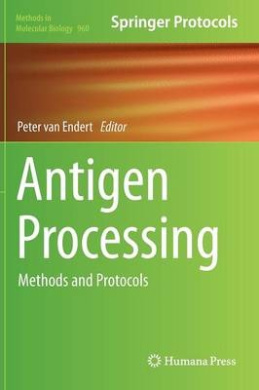 Methods in
Molecular Biology 960
Springer Protocols
Peter van Endert Editor
Antigen
Processing
Methods and Protocols
Humana Press